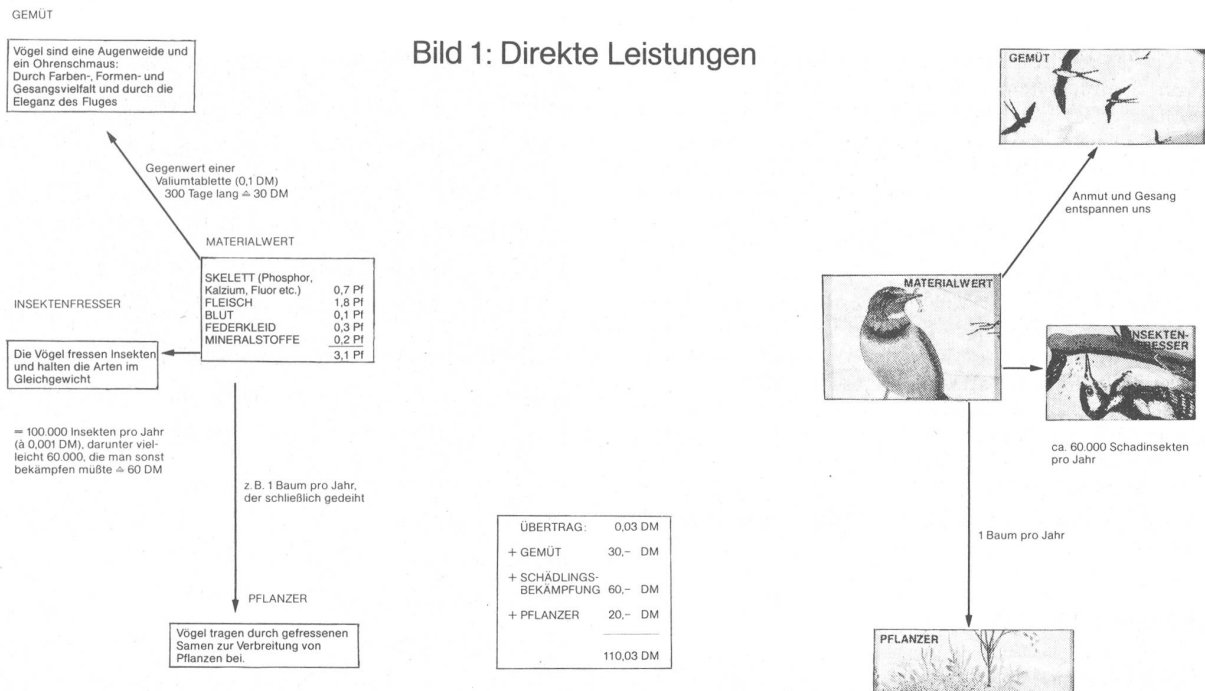 GEMÜT
Vögel sind eine Augenweide und
ein Ohrenschmaus:
Durch Farben-, Formen- und
Gesangsvielfalt und durch die
Eleganz des Fluges
Bild 1: Direkte Leistungen
GEMÜT
Gegenwert einer
Valiumtablette (0,1 DM)
300 Tage lang ≙ 30 DM
Anmut und Gesang
entspannen uns
MATERIALWERT
SKELETT (Phosphor,
Kalzium, Fluor etc.) 0,7 Pf
FLEISCH 1,8 Pf
BLUT 0,1 Pf
FEDERKLEID 0,3 Pf
MINERALSTOFFE 0,2 Pf
3,1 Pf
INSEKTENFRESSER
Die Vögel fressen Insekten
und halten die Arten im
Gleichgewicht
= 100.000 Insekten pro Jahr
(à 0,001 DM), darunter viel-
leicht 60.000, die man sonst
bekämpfen müßte ≙ 60 DM
z. B. 1 Baum pro Jahr,
der schließlich gedeiht
PFLANZER
Vögel tragen durch gefressenen
Samen zur Verbreitung von
Pflanzen bei.
ÜBERTRAG: 0,03 DM
+ GEMÜT 30,– DM
+ SCHÄDLINGS-
BEKÄMPFUNG 60,– DM
+ PFLANZER 20,– DM
110,03 DM
MATERIALWERT
INSEKTEN-
FRESSER
ca. 60.000 Schadinsekten
pro Jahr
1 Baum pro Jahr
PFLANZER